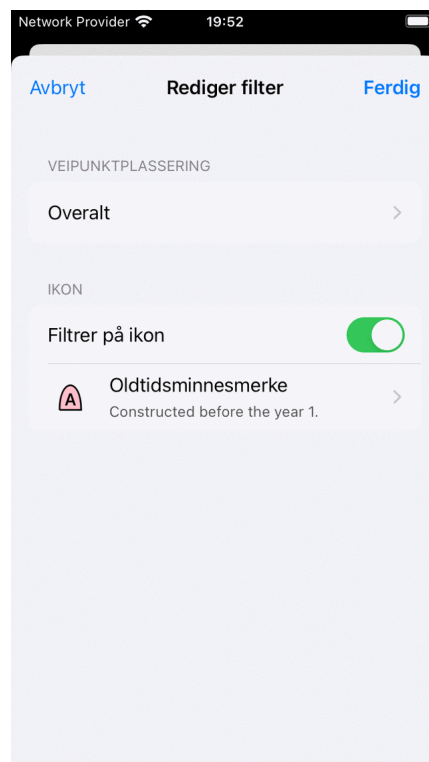 Network Provider 19:52
Avbryt Rediger filter Ferdig
VEIPUNKTPLASSERING
Overalt
IKON
Filtrer på ikon
A Oldtidsminnesmerke
Constructed before the year 1.